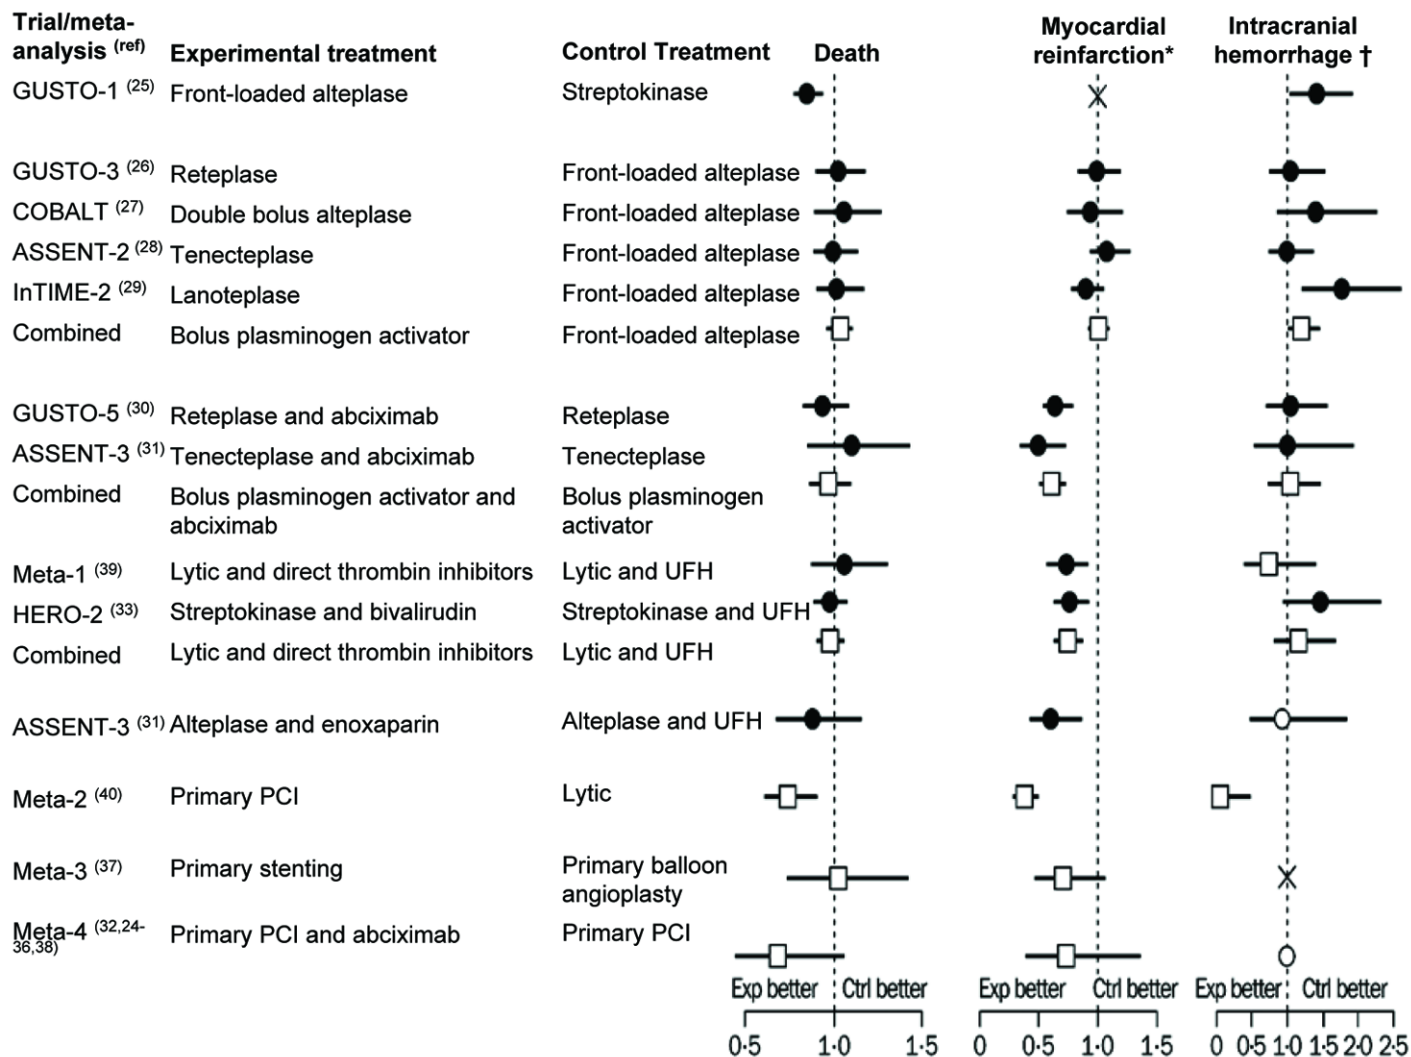 Trial/meta-
analysis (ref) Experimental treatment Control Treatment Death Myocardial reinfarction* Intracranial hemorrhage †
GUSTO-1 (25) Front-loaded alteplase Streptokinase
GUSTO-3 (26) Reteplase Front-loaded alteplase
COBALT (27) Double bolus alteplase Front-loaded alteplase
ASSENT-2 (28) Tenecteplase Front-loaded alteplase
InTIME-2 (29) Lanoteplase Front-loaded alteplase
Combined Bolus plasminogen activator Front-loaded alteplase
GUSTO-5 (30) Reteplase and abciximab Reteplase
ASSENT-3 (31) Tenecteplase and abciximab Tenecteplase
Combined Bolus plasminogen activator and Bolus plasminogen
abciximab activator
Meta-1 (39) Lytic and direct thrombin inhibitors Lytic and UFH
HERO-2 (33) Streptokinase and bivalirudin Streptokinase and UFH
Combined Lytic and direct thrombin inhibitors Lytic and UFH
ASSENT-3 (31) Alteplase and enoxaparin Alteplase and UFH
Meta-2 (40) Primary PCI Lytic
Meta-3 (37) Primary stenting Primary balloon
angioplasty
Meta-4 (32,24- Primary PCI and abciximab Primary PCI
36,38)
Exp better Ctrl better Exp better Ctrl better Exp better Ctrl better
0·5 1·0 1·5 0 0·5 1·0 1·5 0 0·5 1·0 1·5 2·0 2·5